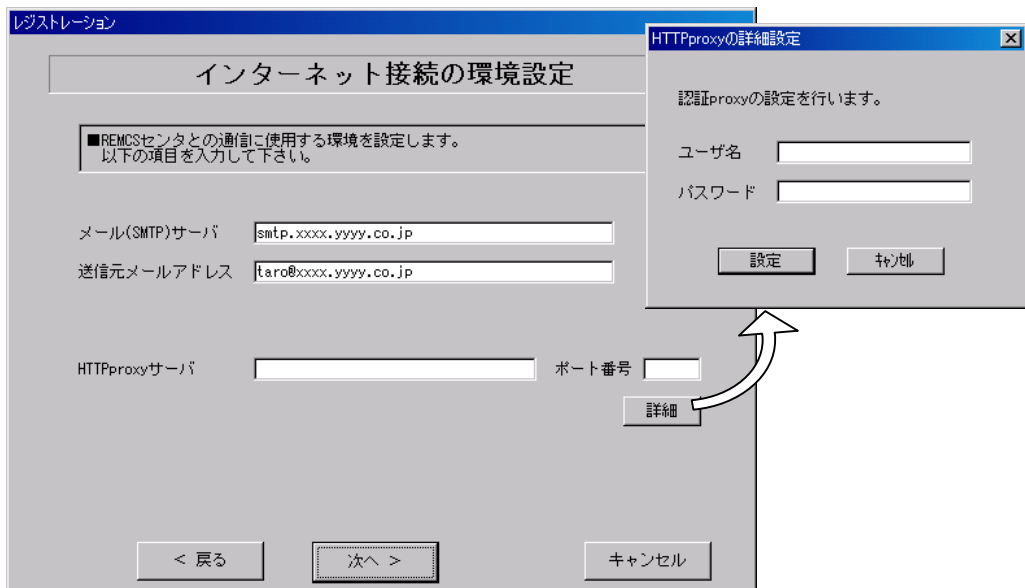 レジストレーション
インターネット接続の環境設定
■REMCSセンタとの通信に使用する環境を設定します。
以下の項目を入力して下さい。
メール(SMTP)サーバ smtp.xxxx.yyyy.co.jp
送信元メールアドレス taro@xxxx.yyyy.co.jp
HTTPproxyサーバ ポート番号
詳細
< 戻る 次へ > キャンセル
HTTPproxyの詳細設定
認証proxyの設定を行います。
ユーザ名
パスワード
設定 ｷｬﾝｾﾙ